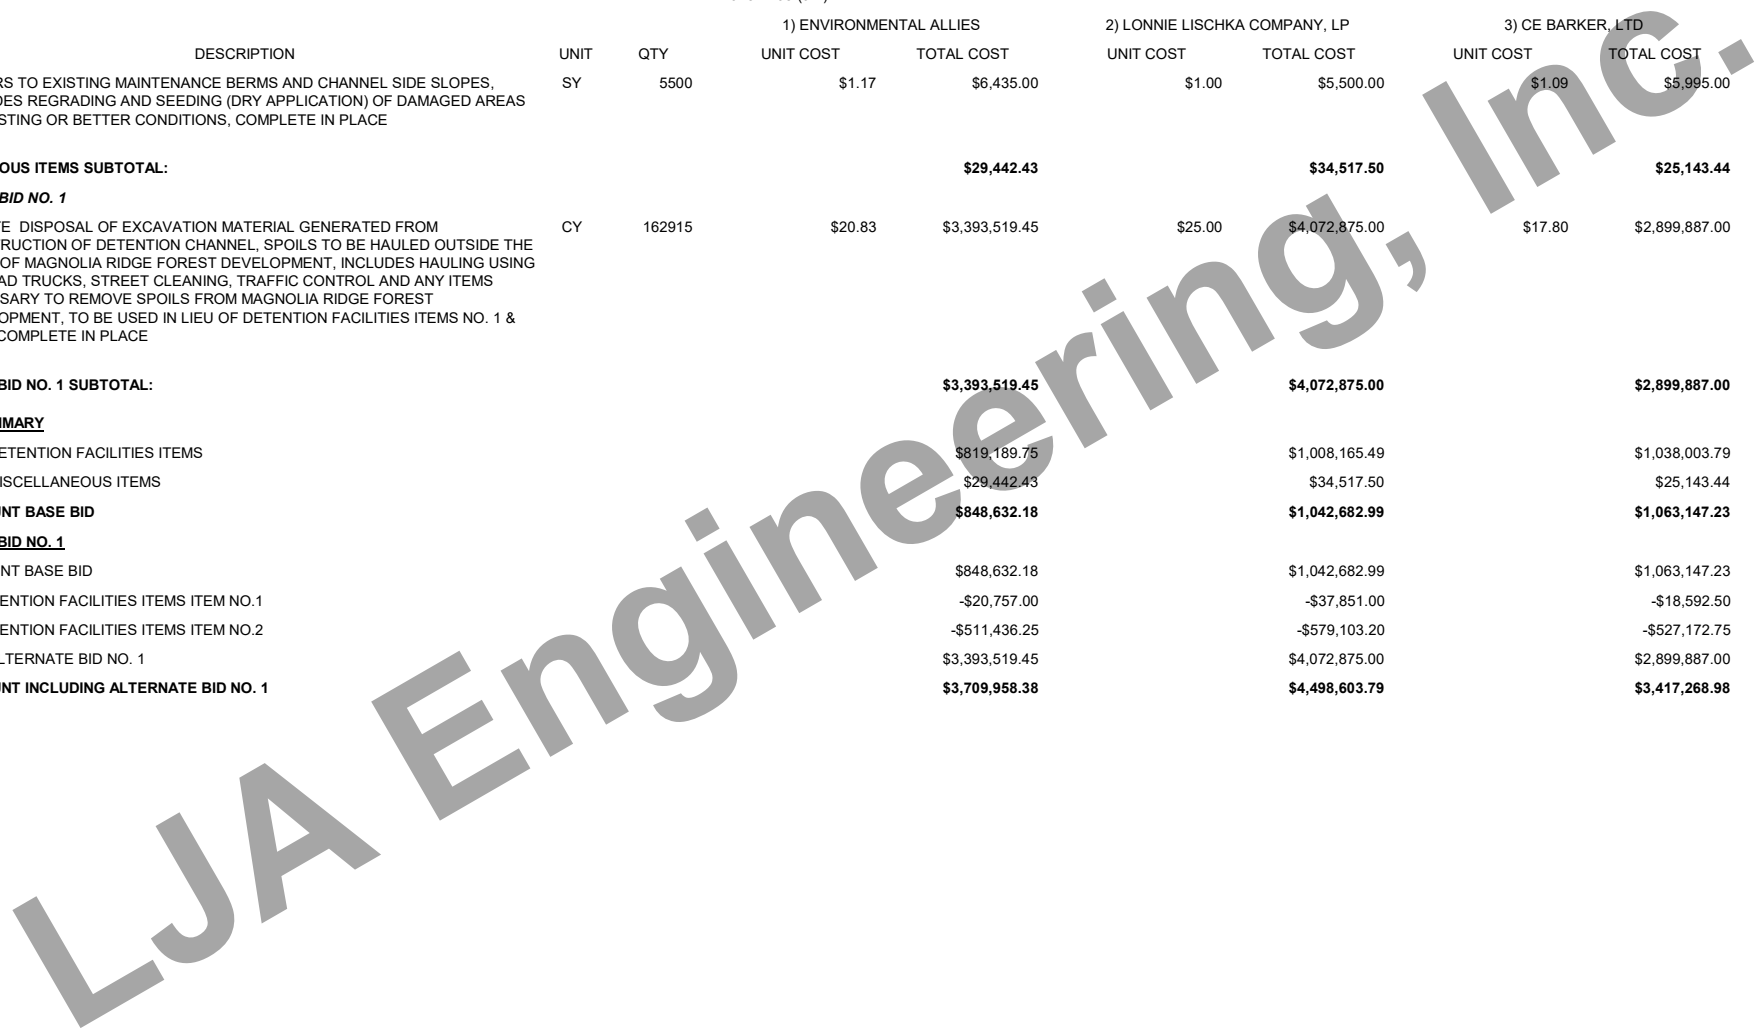 1) ENVIRONMENTAL ALLIES 2) LONNIE LISCHKA COMPANY, LP 3) CE BARKER, LTD
DESCRIPTION UNIT QTY UNIT COST TOTAL COST UNIT COST TOTAL COST UNIT COST TOTAL COST
RS TO EXISTING MAINTENANCE BERMS AND CHANNEL SIDE SLOPES, SY 5500 $1.17 $6,435.00 $1.00 $5,500.00 $1.09 $5,995.00
DES REGRADING AND SEEDING (DRY APPLICATION) OF DAMAGED AREAS
STING OR BETTER CONDITIONS, COMPLETE IN PLACE
OUS ITEMS SUBTOTAL: $29,442.43 $34,517.50 $25,143.44
BID NO. 1
TE DISPOSAL OF EXCAVATION MATERIAL GENERATED FROM CY 162915 $20.83 $3,393,519.45 $25.00 $4,072,875.00 $17.80 $2,899,887.00
TRUCTION OF DETENTION CHANNEL, SPOILS TO BE HAULED OUTSIDE THE
OF MAGNOLIA RIDGE FOREST DEVELOPMENT, INCLUDES HAULING USING
AD TRUCKS, STREET CLEANING, TRAFFIC CONTROL AND ANY ITEMS
SSARY TO REMOVE SPOILS FROM MAGNOLIA RIDGE FOREST
OPMENT, TO BE USED IN LIEU OF DETENTION FACILITIES ITEMS NO. 1 &
COMPLETE IN PLACE
BID NO. 1 SUBTOTAL: $3,393,519.45 $4,072,875.00 $2,899,887.00
MMARY
ETENTION FACILITIES ITEMS $819,189.75 $1,008,165.49 $1,038,003.79
ISCELLANEOUS ITEMS $29,442.43 $34,517.50 $25,143.44
UNT BASE BID $848,632.18 $1,042,682.99 $1,063,147.23
BID NO. 1
NT BASE BID $848,632.18 $1,042,682.99 $1,063,147.23
ENTION FACILITIES ITEMS ITEM NO.1 -$20,757.00 -$37,851.00 -$18,592.50
ENTION FACILITIES ITEMS ITEM NO.2 -$511,436.25 -$579,103.20 -$527,172.75
LTERNATE BID NO. 1 $3,393,519.45 $4,072,875.00 $2,899,887.00
UNT INCLUDING ALTERNATE BID NO. 1 $3,709,958.38 $4,498,603.79 $3,417,268.98
LJA Engineering, Inc.